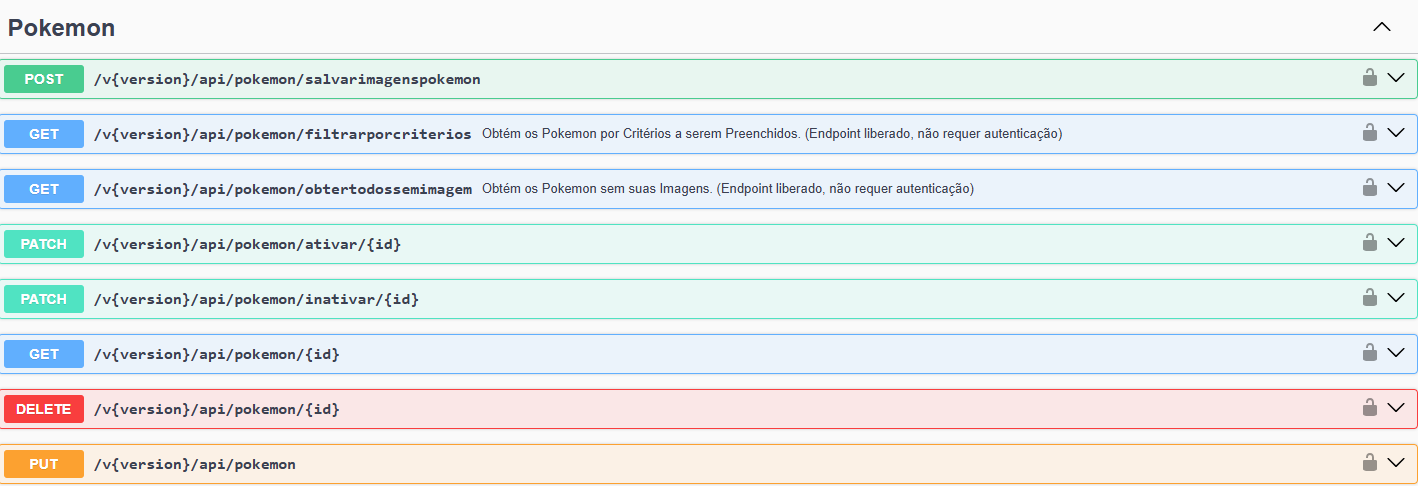 Pokemon
POST /v{version}/api/pokemon/salvarimagenspokemon
GET /v{version}/api/pokemon/filtrarporcriterios Obtém os Pokemon por Critérios a serem Preenchidos. (Endpoint liberado, não requer autenticação)
GET /v{version}/api/pokemon/obtertodossemimagem Obtém os Pokemon sem suas Imagens. (Endpoint liberado, não requer autenticação)
PATCH /v{version}/api/pokemon/ativar/{id}
PATCH /v{version}/api/pokemon/inativar/{id}
GET /v{version}/api/pokemon/{id}
DELETE /v{version}/api/pokemon/{id}
PUT /v{version}/api/pokemon